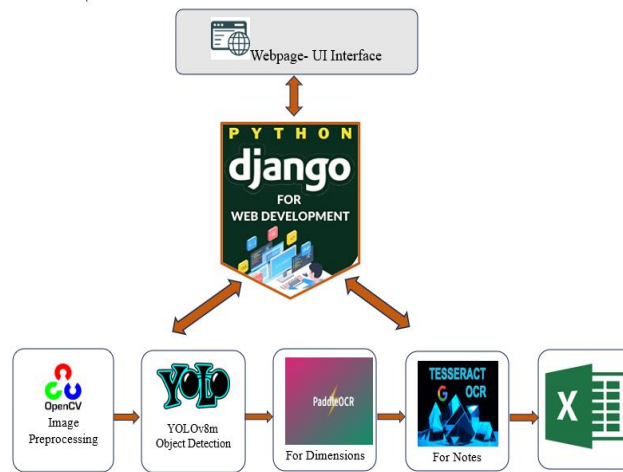 Webpage- UI Interface
PYTHON
django
FOR
WEB DEVELOPMENT
OpenCV
Image
Preprocessing
YOLO
YOLOv8m
Object Detection
PaddleOCR
For Dimensions
TESSERACT
G OCR
For Notes
X